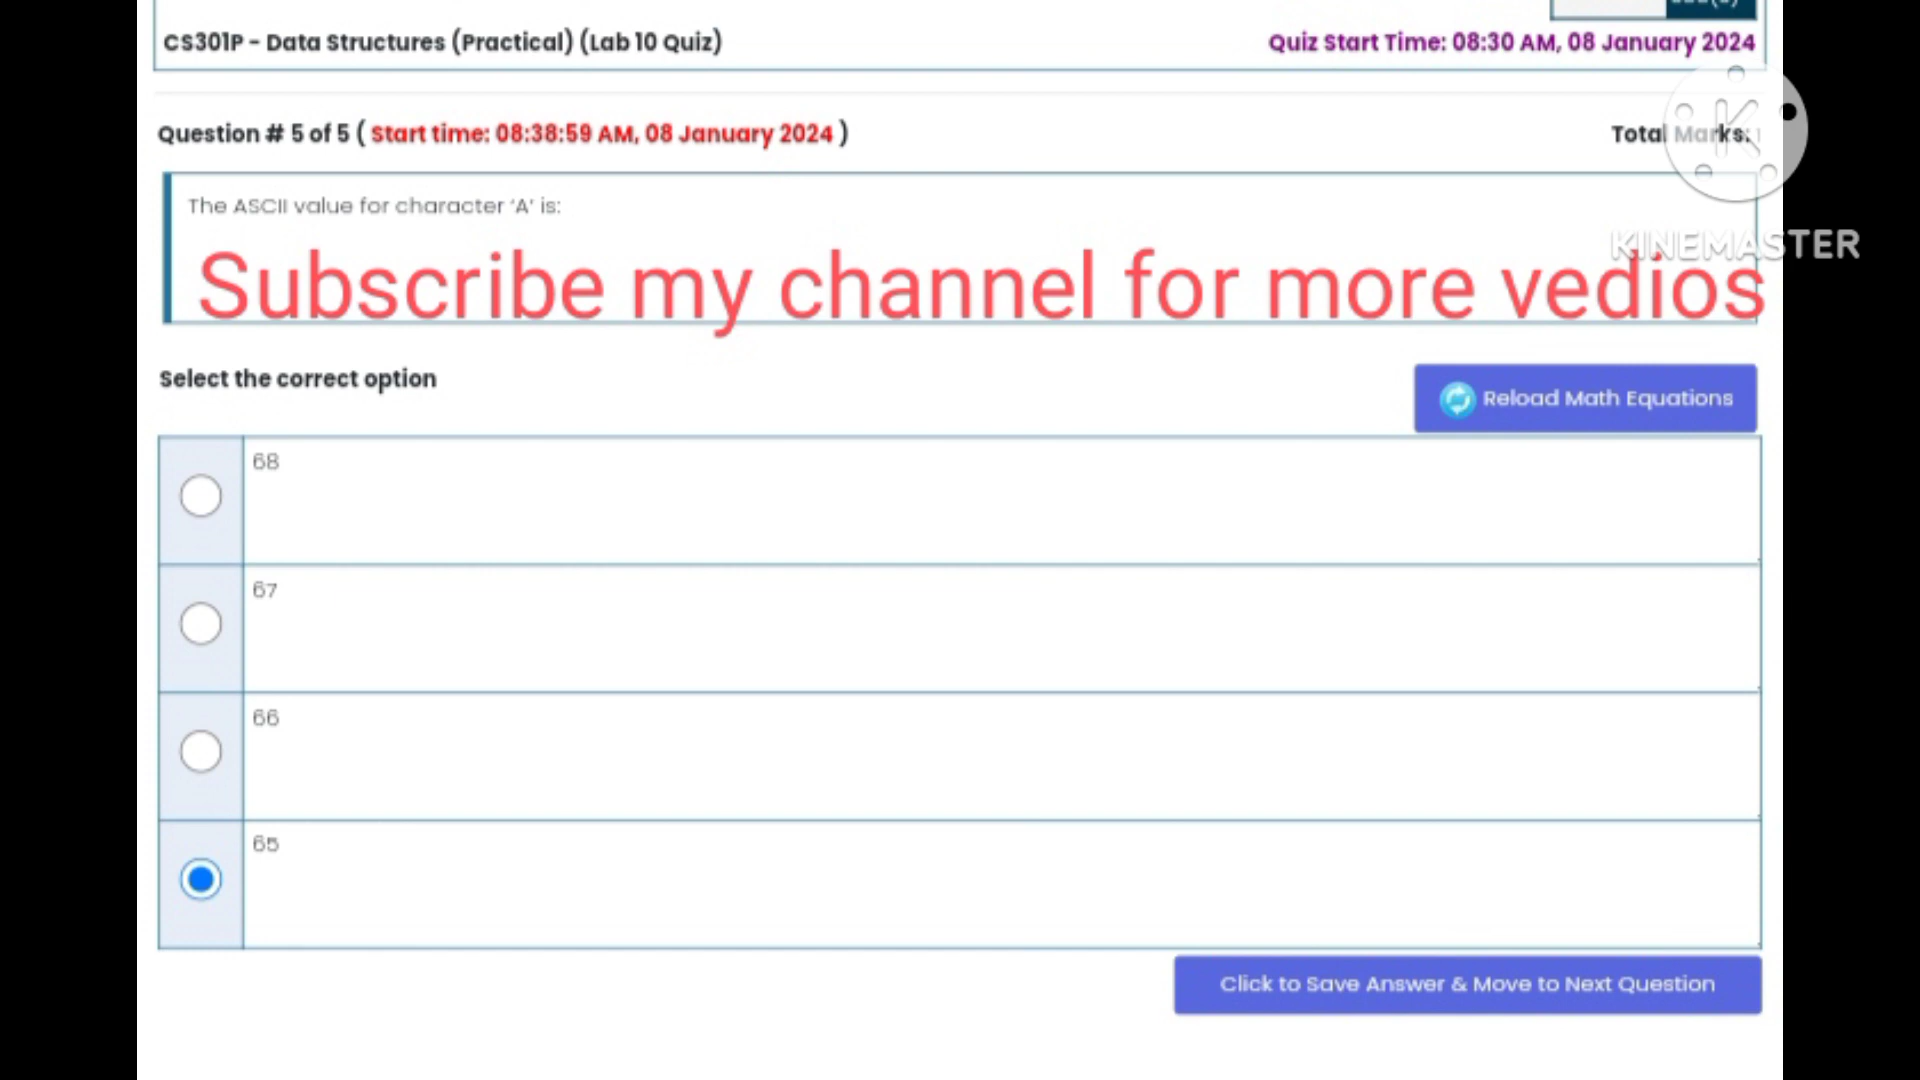 CS301P - Data Structures (Practical) (Lab 10 Quiz)
Quiz Start Time: 08:30 AM, 08 January 2024
Question # 5 of 5 ( Start time: 08:38:59 AM, 08 January 2024 )
Total Marks:
KINEMASTER
The ASCII value for character ‘A’ is:
Subscribe my channel for more vedios
Select the correct option
Reload Math Equations
68
67
66
65
Click to Save Answer & Move to Next Question